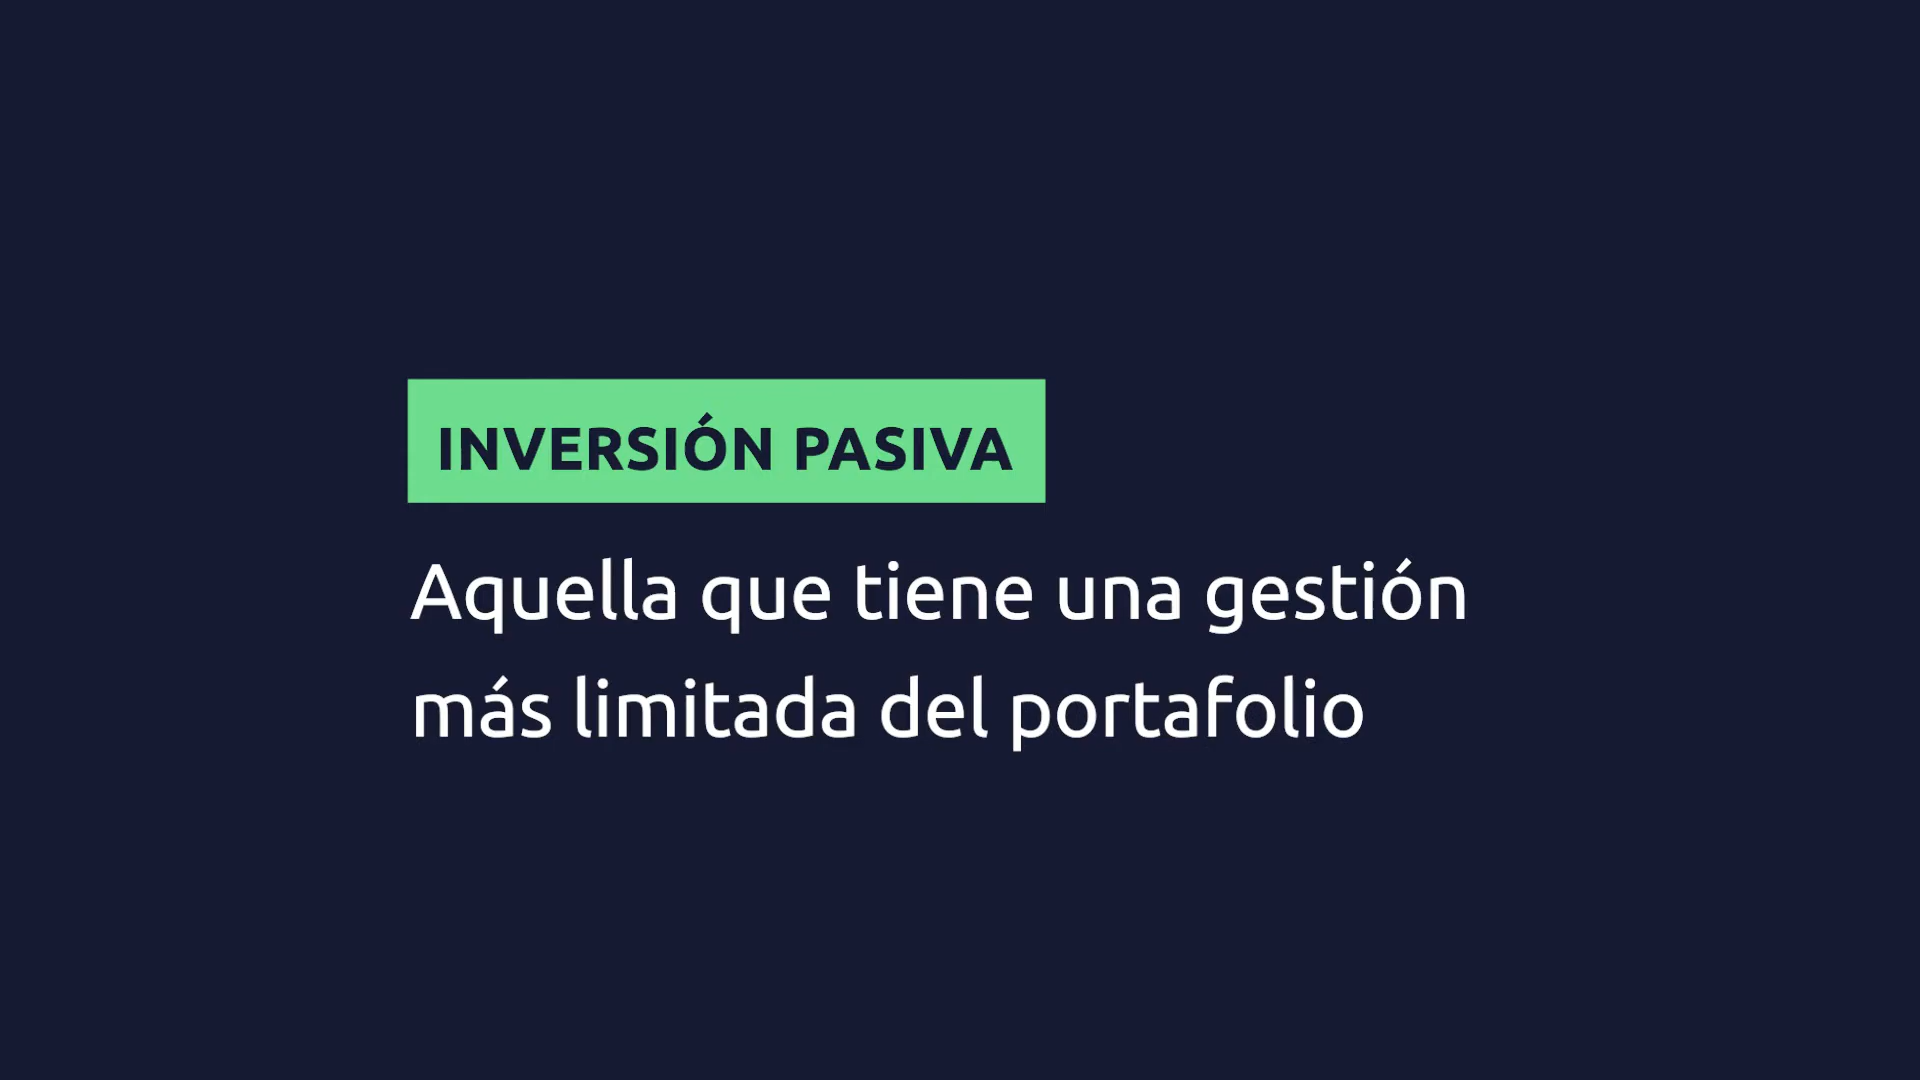 INVERSIÓN PASIVA
Aquella que tiene una gestión
más limitada del portafolio